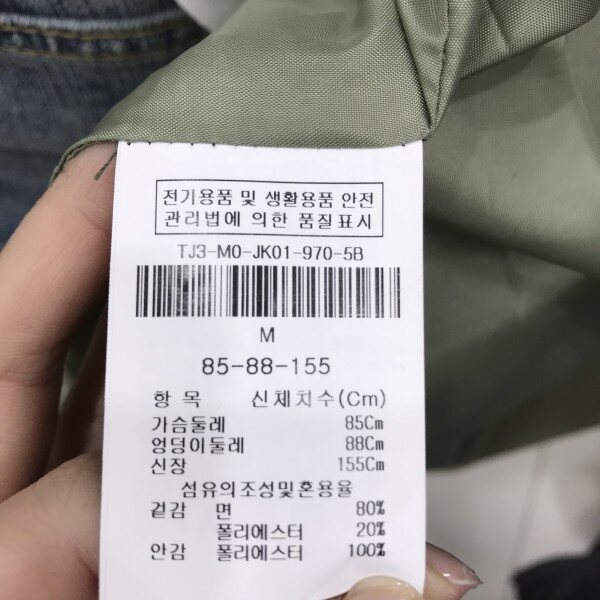 전기용품 및 생활용품 안전
관리법에 의한 품질표시
TJ3-MO-JK01-970-5B
M
85-88-155
항 목 신체치수(Cm)
가슴둘레 85Cm
엉덩이둘레 88Cm
신장 155Cm
섬유의조성및혼용율
겉감 면 80%
폴리에스터 20%
안감 폴리에스터 100%